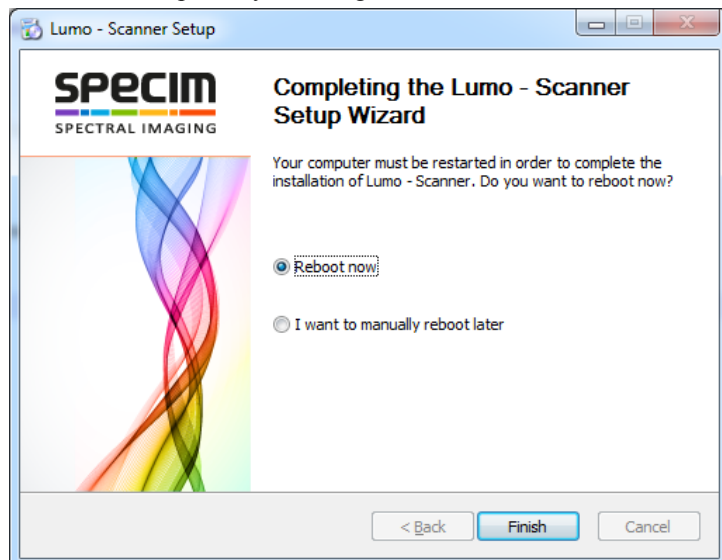 Lumo - Scanner Setup
SPECIM
SPECTRAL IMAGING
Completing the Lumo - Scanner
Setup Wizard
Your computer must be restarted in order to complete the
installation of Lumo - Scanner. Do you want to reboot now?
Reboot now
I want to manually reboot later
< Back
Finish
Cancel